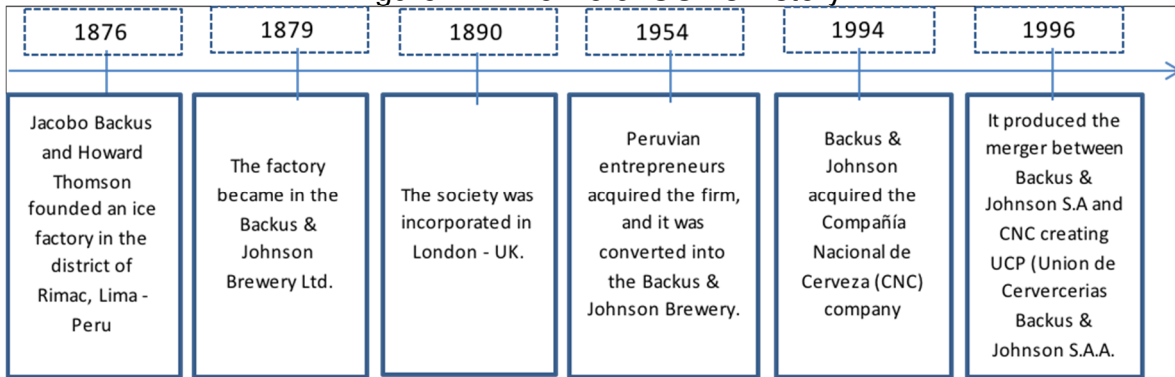 1876
1879
1890
1954
1994
1996
Jacobo Backus
and Howard
Thomson
founded an ice
factory in the
district of
Rimac, Lima -
Peru
The factory
became in the
Backus &
Johnson
Brewery Ltd.
The society was
incorporated in
London - UK.
Peruvian
entrepreneurs
acquired the firm,
and it was
converted into
the Backus &
Johnson Brewery.
Backus &
Johnson
acquired the
Compañía
Nacional de
Cerveza (CNC)
company
It produced the
merger between
Backus &
Johnson S.A and
CNC creating
UCP (Union de
Cervercerias
Backus &
Johnson S.A.A.